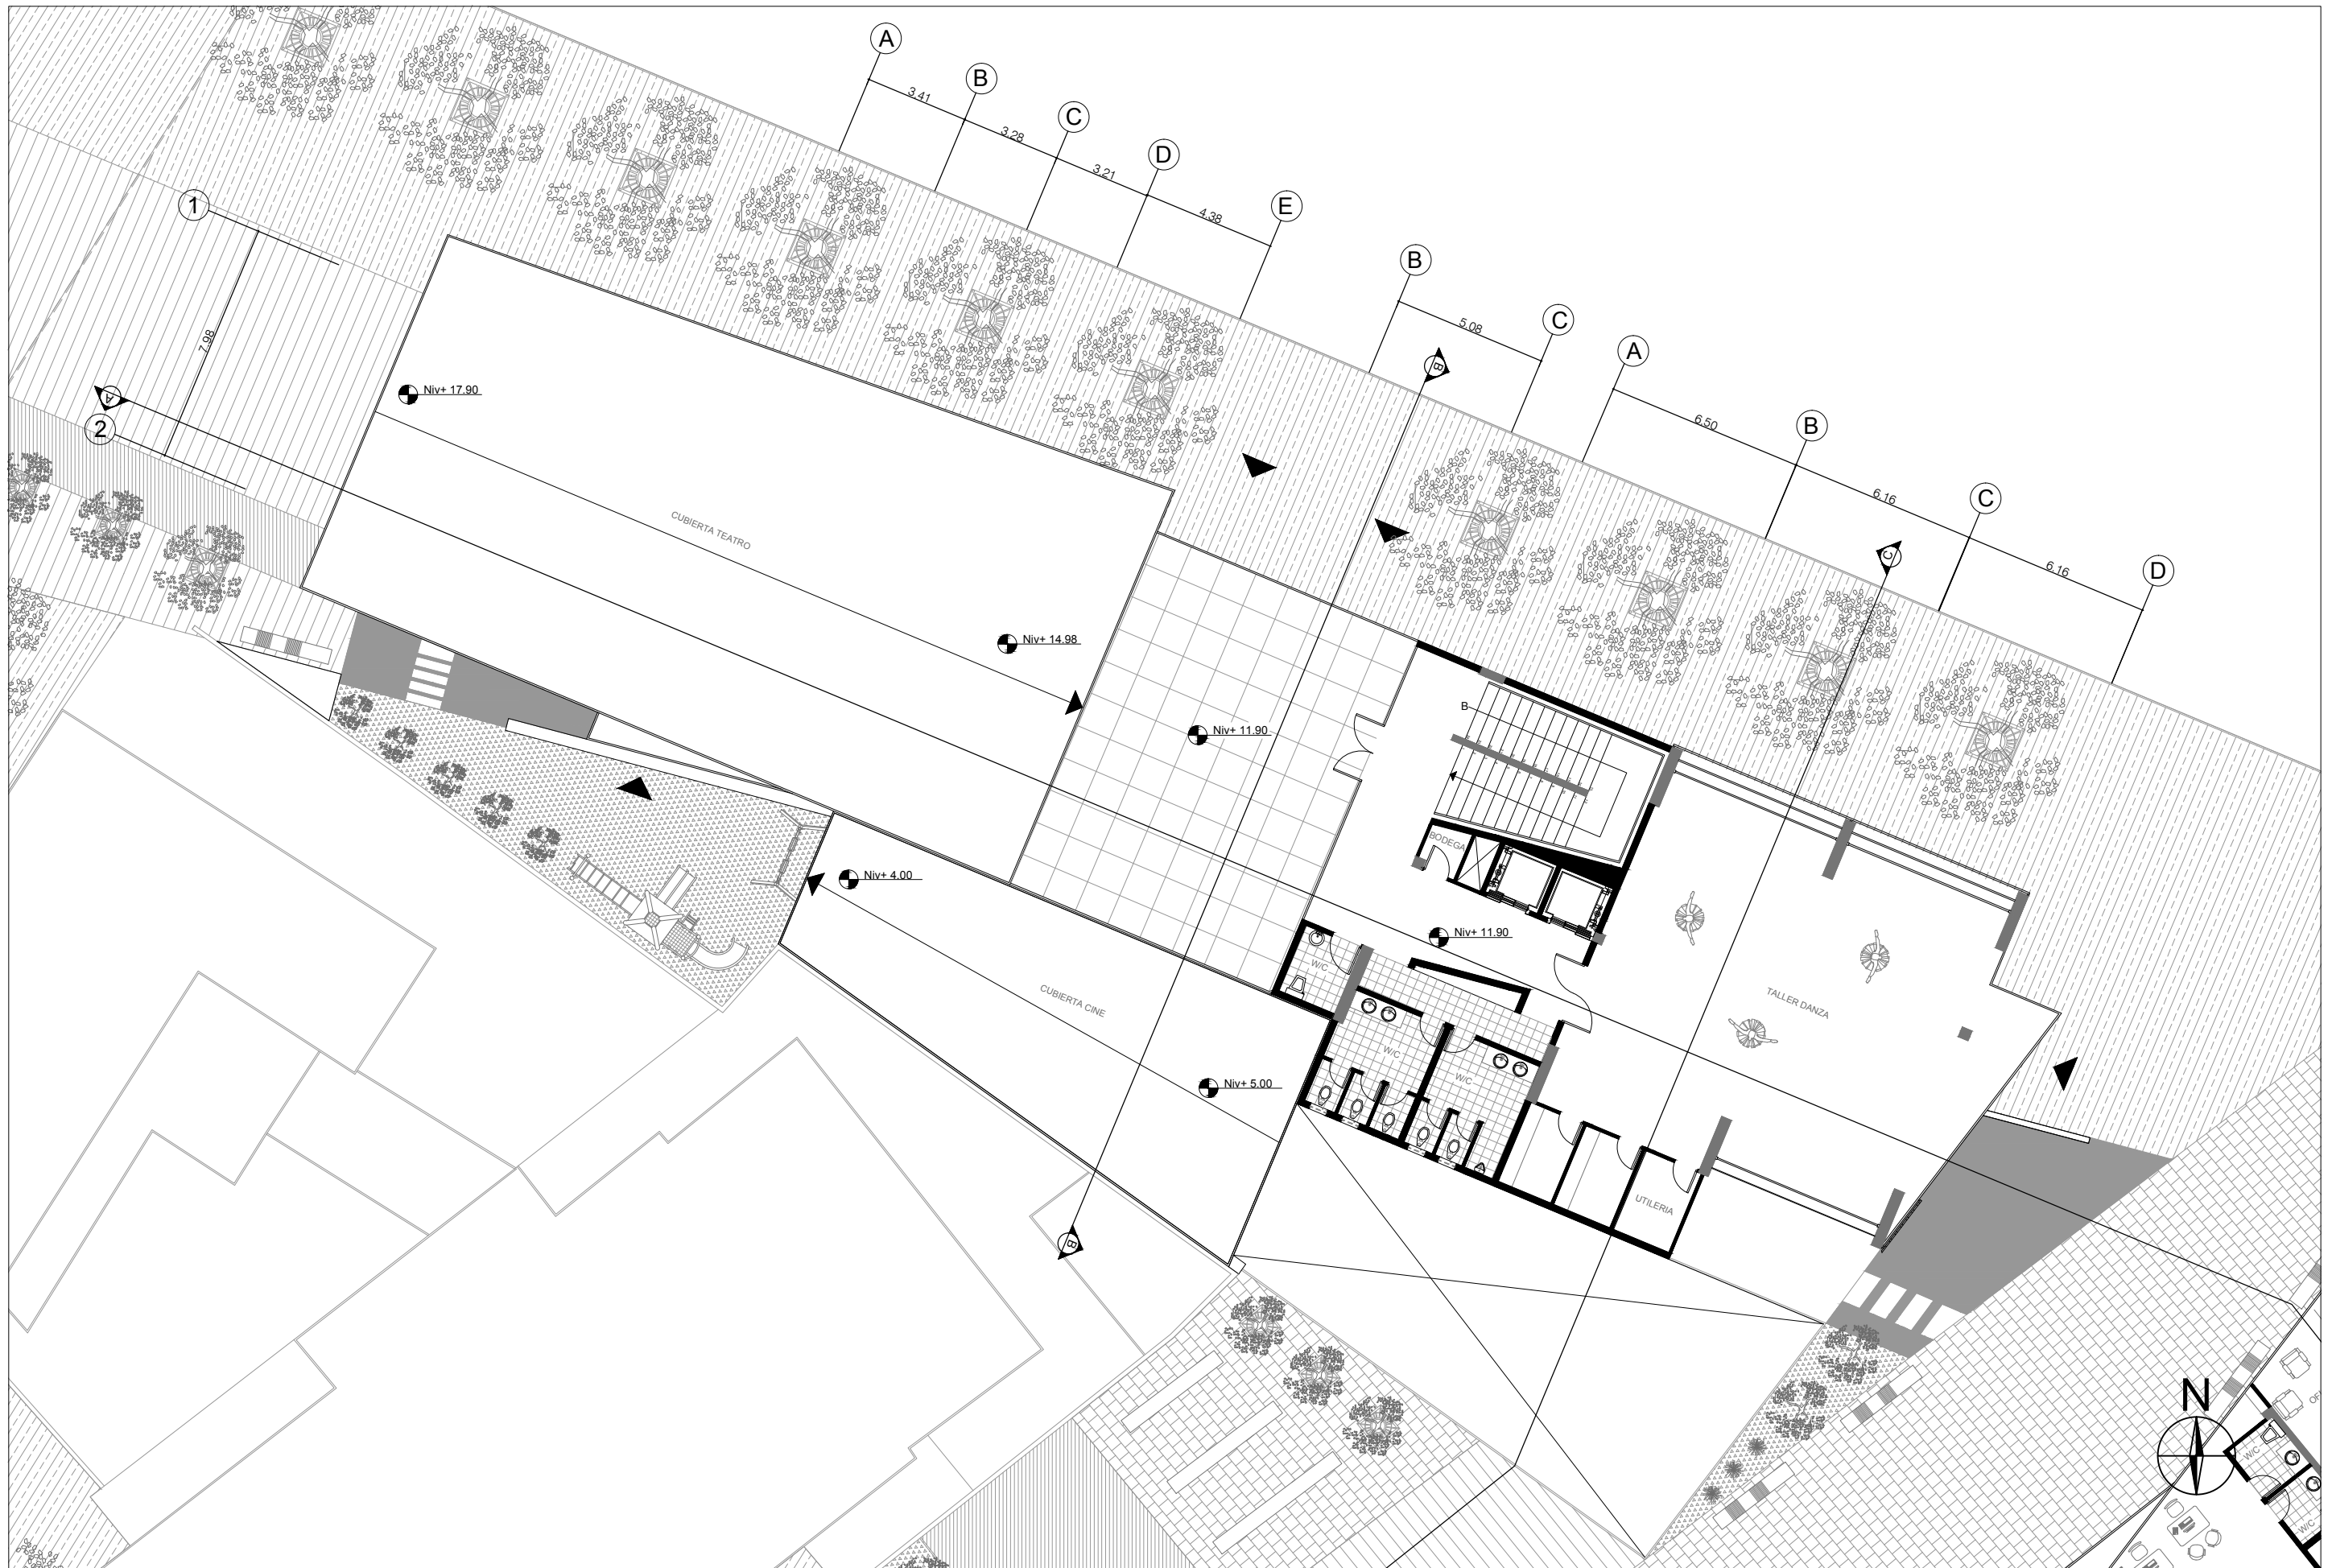 A
B
C
D
E
3.41
3.28
3.21
4.38
1
2
7.98
A
B
C
5.08
B
A
B
C
D
6.50
6.16
6.16
C
Niv+ 17.90
CUBIERTA TEATRO
Niv+ 14.98
Niv+ 11.90
B
BODEGA
Niv+ 4.00
Niv+ 11.90
W/C
CUBIERTA CINE
TALLER DANZA
W/C
W/C
Niv+ 5.00
UTILERIA
B
N
W/C
W/C